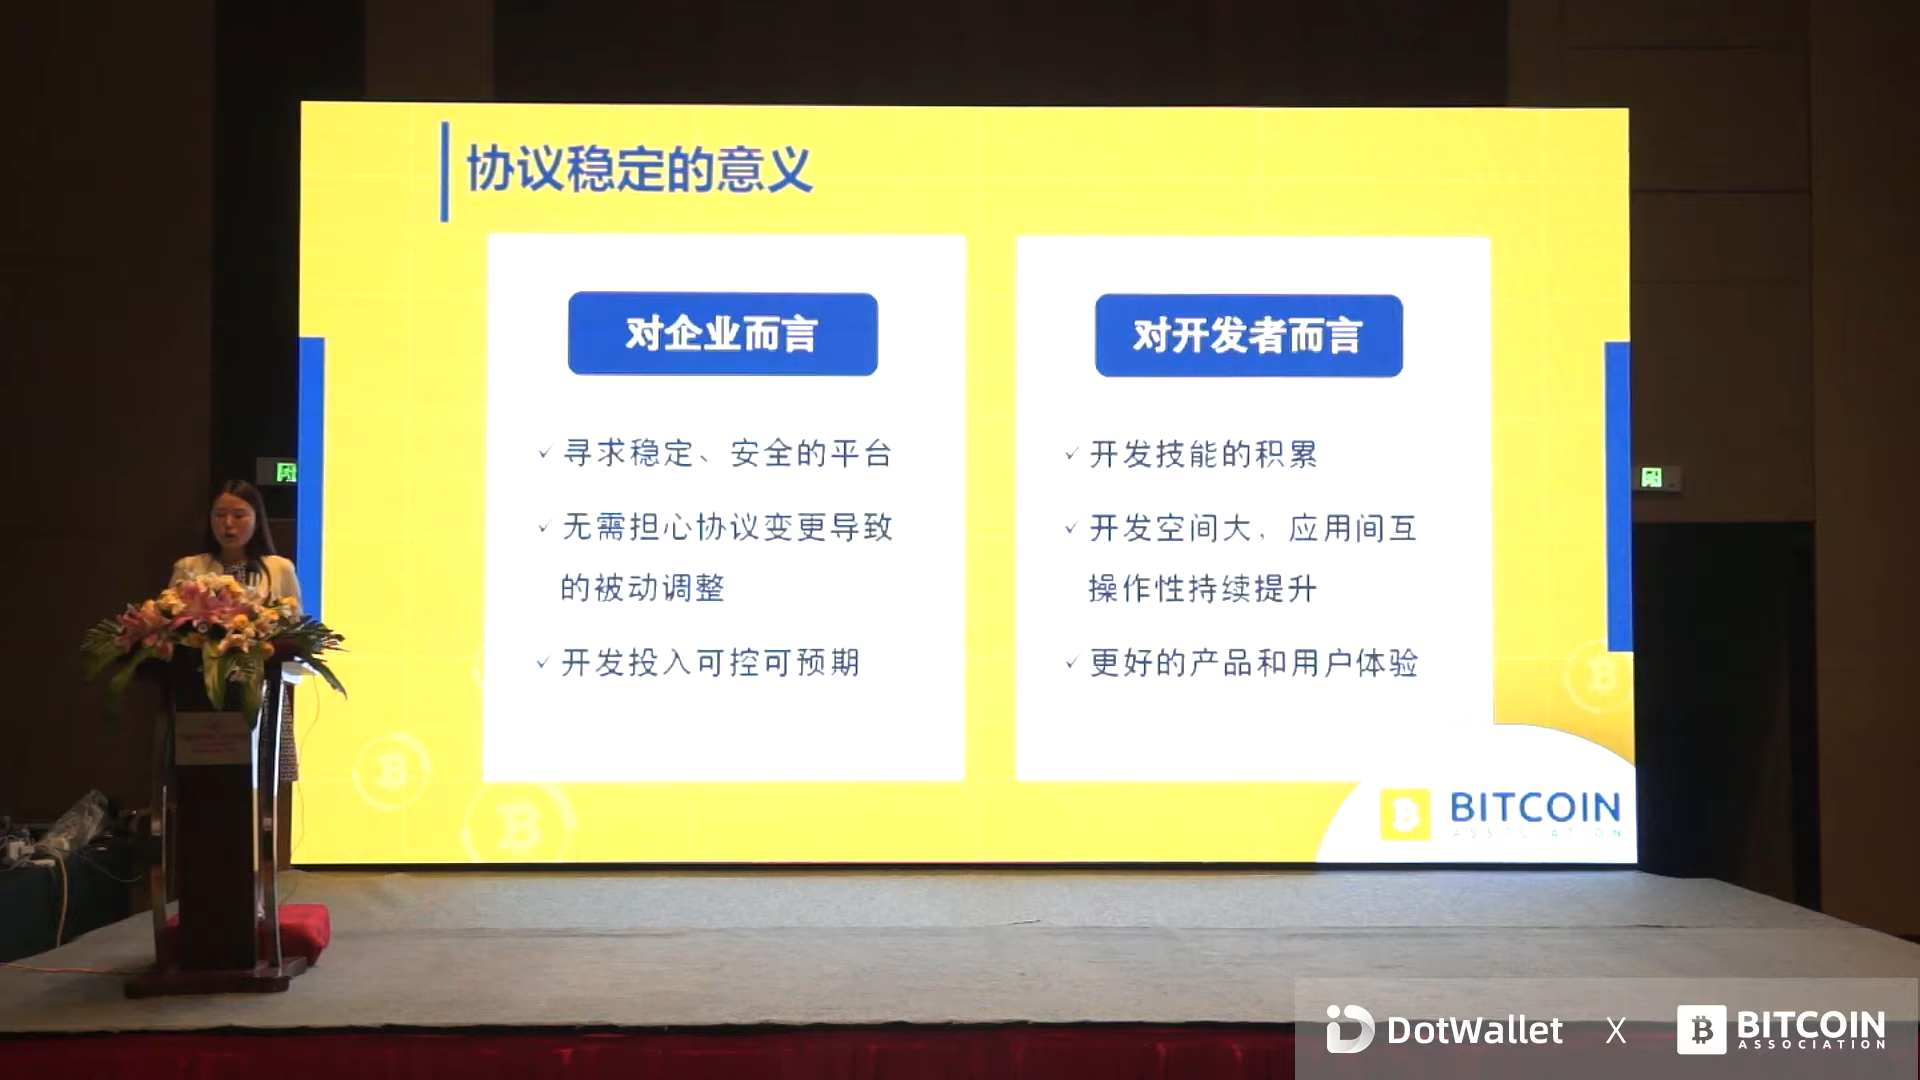 协议稳定的意义
对企业而言
寻求稳定、安全的平台
无需担心协议变更导致
的被动调整
开发投入可控可预期
对开发者而言
开发技能的积累
开发空间大，应用间互
操作性持续提升
更好的产品和用户体验
BITCOIN
ASSOCIATION
DotWallet X BITCOIN
ASSOCIATION